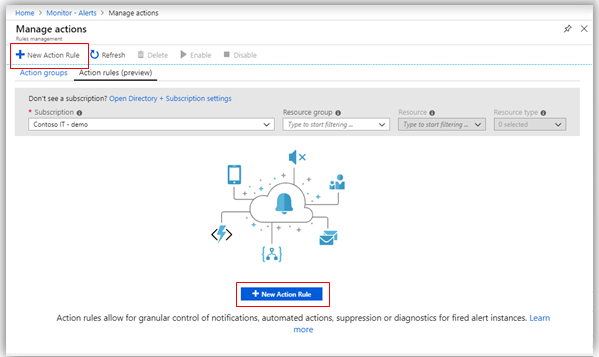 Home > Monitor - Alerts > Manage actions
Manage actions
Rules management
+ New Action Rule Refresh Delete Enable Disable
Action groups Action rules (preview)
Don't see a subscription? Open Directory + Subscription settings
* Subscription Resource group Resource Resource type
Contoso IT - demo Type to start filtering ... Type to start filtering ... 0 selected
+ New Action Rule
Action rules allow for granular control of notifications, automated actions, suppression or diagnostics for fired alert instances. Learn
more